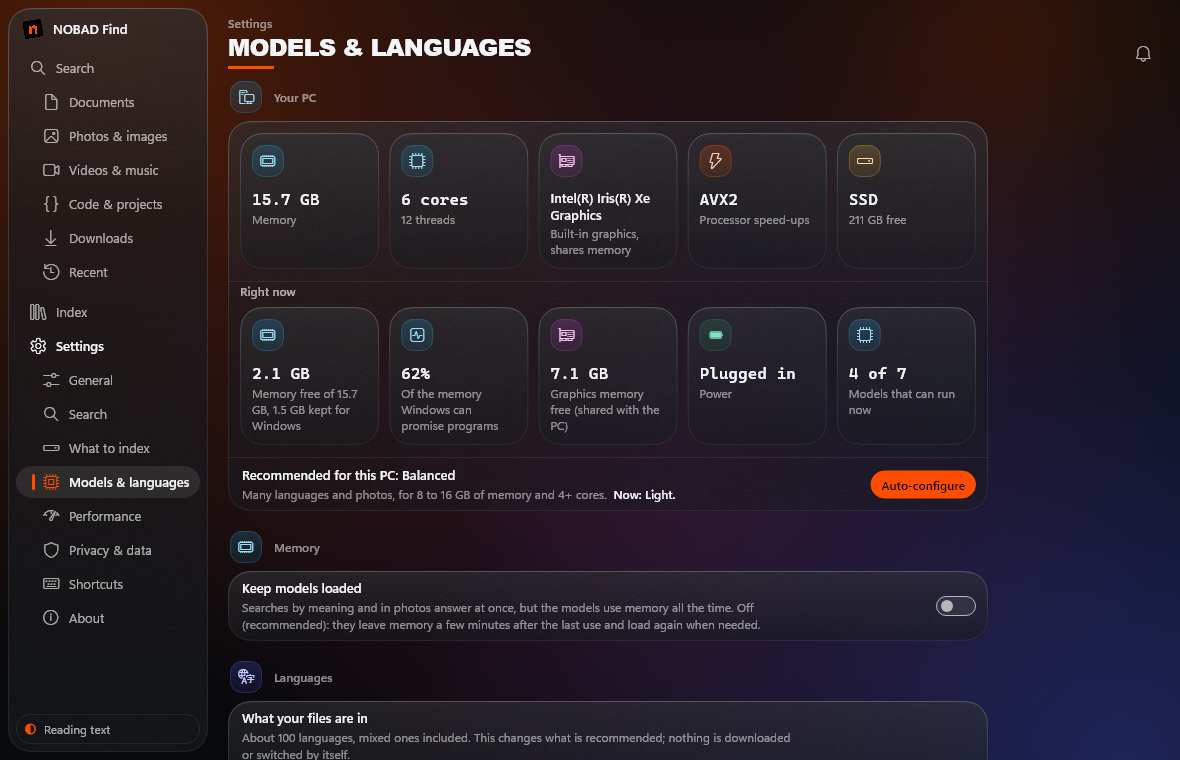 NOBAD Find
Search
Documents
Photos & images
Videos & music
Code & projects
Downloads
Recent
Index
Settings
General
Search
What to index
Models & languages
Performance
Privacy & data
Shortcuts
About
Reading text
Settings
MODELS & LANGUAGES
Your PC
15.7 GB
Memory
6 cores
12 threads
Intel(R) Iris(R) Xe
Graphics
Built-in graphics,
shares memory
AVX2
Processor speed-ups
SSD
211 GB free
Right now
2.1 GB
Memory free of 15.7
GB, 1.5 GB kept for
Windows
62%
Of the memory
Windows can
promise programs
7.1 GB
Graphics memory
free (shared with the
PC)
Plugged in
Power
4 of 7
Models that can run
now
Recommended for this PC: Balanced
Many languages and photos, for 8 to 16 GB of memory and 4+ cores. Now: Light.
Auto-configure
Memory
Keep models loaded
Searches by meaning and in photos answer at once, but the models use memory all the time. Off
(recommended): they leave memory a few minutes after the last use and load again when needed.
Languages
What your files are in
About 100 languages, mixed ones included. This changes what is recommended; nothing is downloaded
or switched by itself.